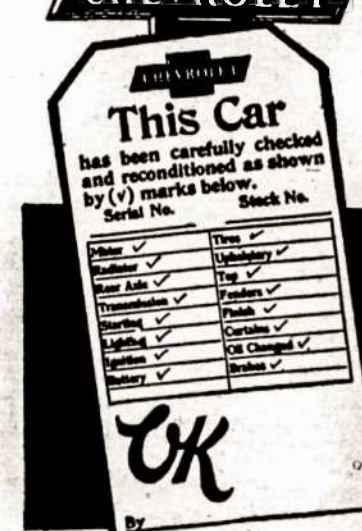 CHEVROLET
CHEVROLET
This Car
has been carefully checked
and reconditioned as shown
by (v) marks below.
Serial No. Stock No.
Motor ✓ Tires ✓
Radiator ✓ Upholstery ✓
Rear Axle ✓ Top ✓
Transmission ✓ Fenders ✓
Starting ✓ Finish ✓
Lighting ✓ Curtains ✓
Ignition ✓ Oil Changed ✓
Battery ✓ Brakes ✓
OK
By